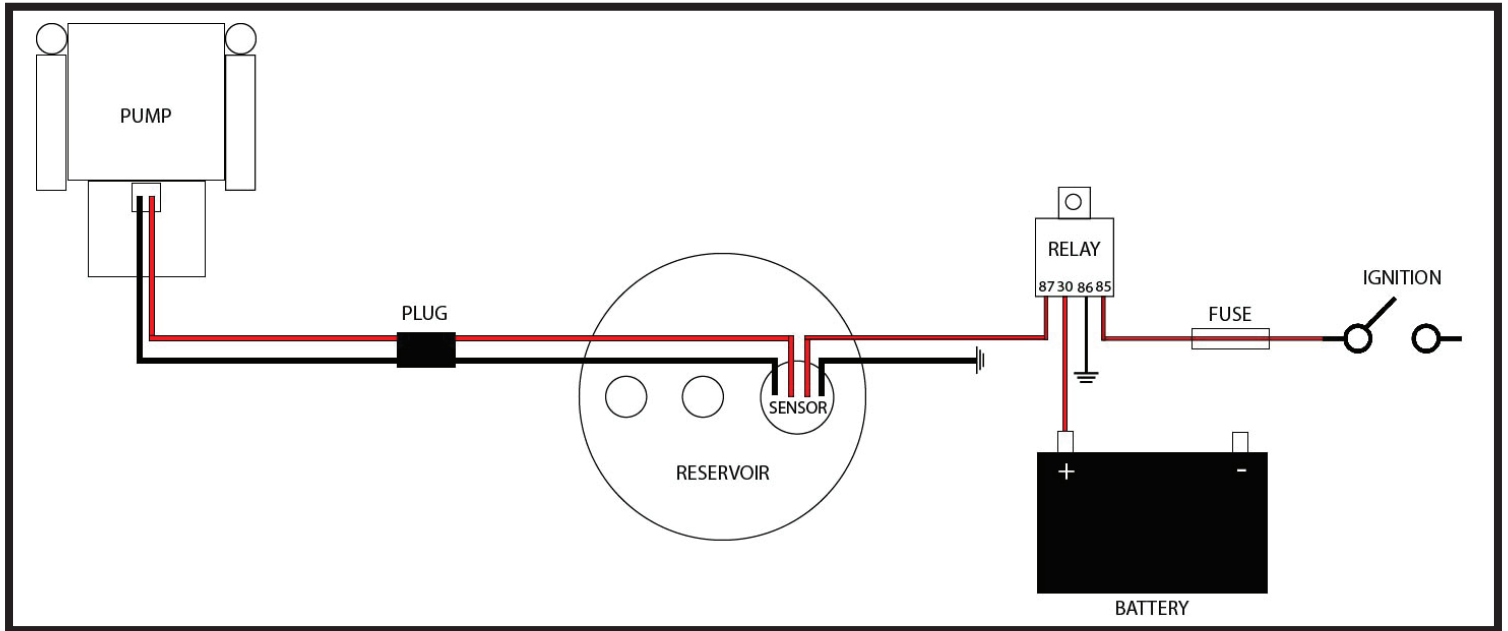 PUMP
PLUG
SENSOR
RESERVOIR
RELAY
87 30 86 85
FUSE
IGNITION
+ -
BATTERY